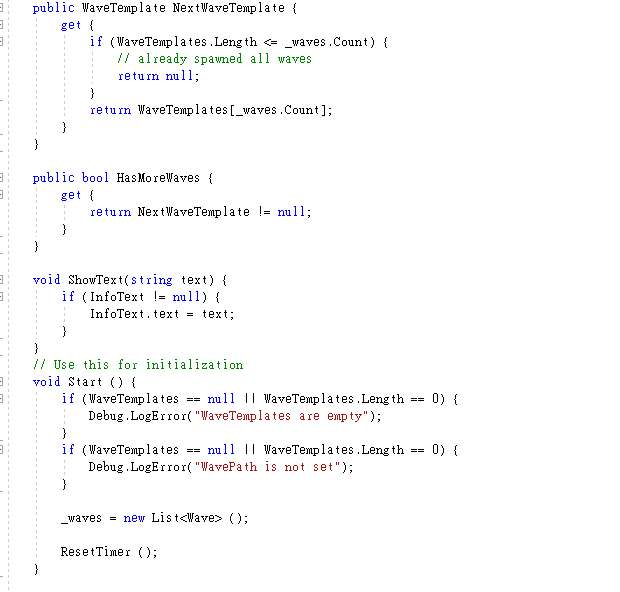 public WaveTemplate NextWaveTemplate {
get {
if (WaveTemplates.Length <= _waves.Count) {
// already spawned all waves
return null;
}
return WaveTemplates[_waves.Count];
}
}
public bool HasMoreWaves {
get {
return NextWaveTemplate != null;
}
}
void ShowText(string text) {
if (InfoText != null) {
InfoText.text = text;
}
}
// Use this for initialization
void Start () {
if (WaveTemplates == null || WaveTemplates.Length == 0) {
Debug.LogError("WaveTemplates are empty");
}
if (WaveTemplates == null || WaveTemplates.Length == 0) {
Debug.LogError("WavePath is not set");
}
_waves = new List<Wave> ();
ResetTimer ();
}